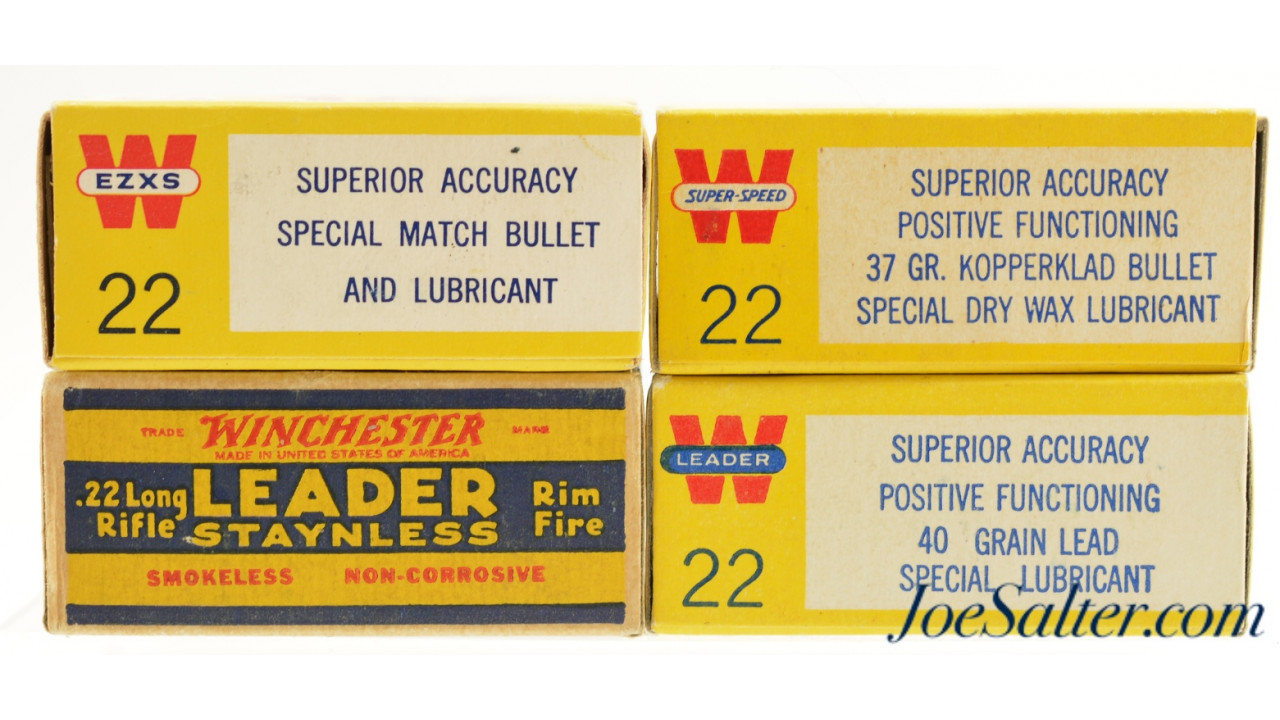 W
EZXS
22
SUPERIOR ACCURACY
SPECIAL MATCH BULLET
AND LUBRICANT
W
SUPER-SPEED
22
SUPERIOR ACCURACY
POSITIVE FUNCTIONING
37 GR. KOPPERKLAD BULLET
SPECIAL DRY WAX LUBRICANT
TRADE WINCHESTER MARK
MADE IN UNITED STATES OF AMERICA
.22 Long Rifle
LEADER
STAYNLESS
Rim Fire
SMOKELESS NON-CORROSIVE
W
LEADER
22
SUPERIOR ACCURACY
POSITIVE FUNCTIONING
40 GRAIN LEAD
SPECIAL LUBRICANT
JoeSalter.com